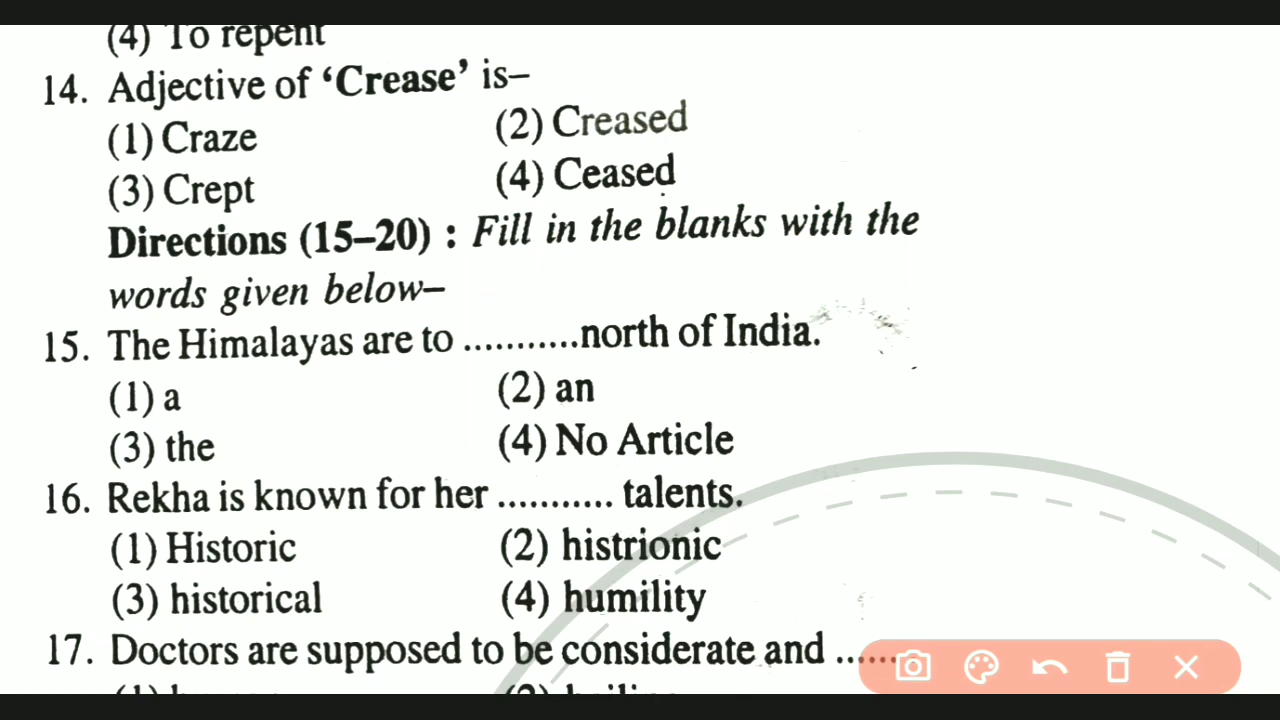 (4) To repent
14. Adjective of ‘Crease’ is–
(1) Craze (2) Creased
(3) Crept (4) Ceased
Directions (15–20) : Fill in the blanks with the
words given below–
15. The Himalayas are to ...........north of India.
(1) a (2) an
(3) the (4) No Article
16. Rekha is known for her ........... talents.
(1) Historic (2) histrionic
(3) historical (4) humility
17. Doctors are supposed to be considerate and ......
(1) (2)